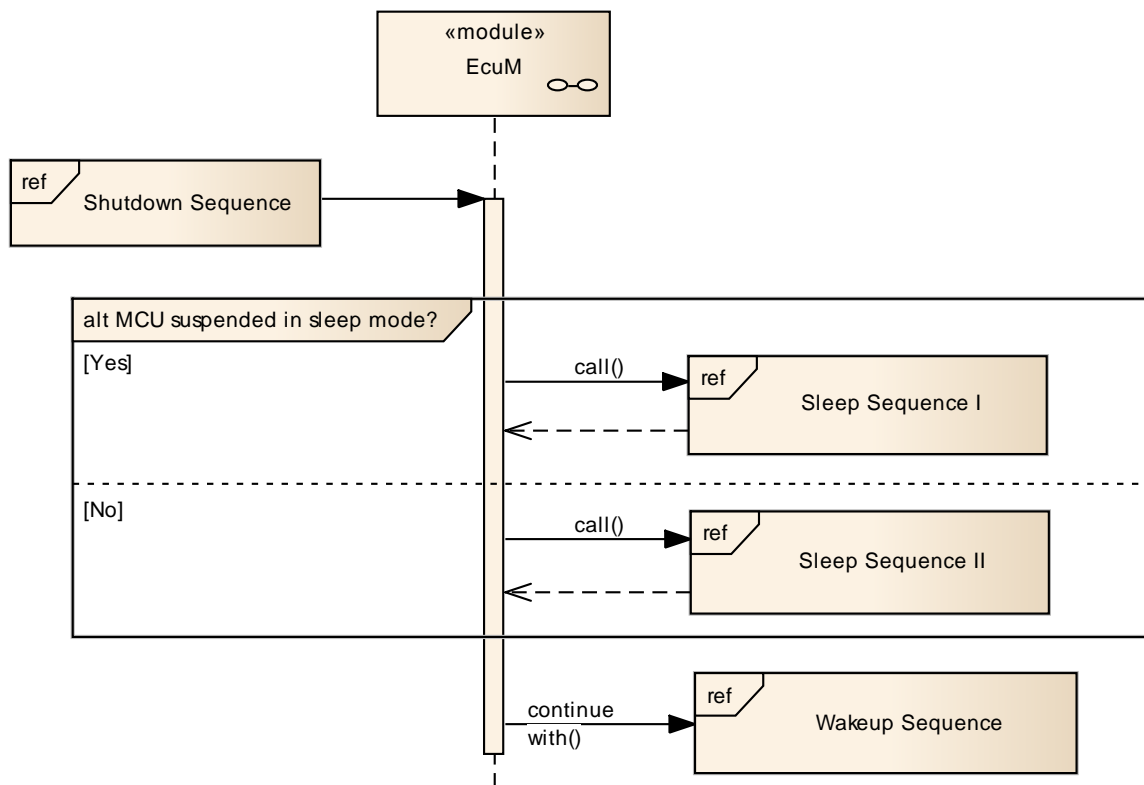 «module»
EcuM
ref
Shutdown Sequence
alt MCU suspended in sleep mode?
[Yes]
call()
ref
Sleep Sequence I
[No]
call()
ref
Sleep Sequence II
ref
continue
with()
Wakeup Sequence